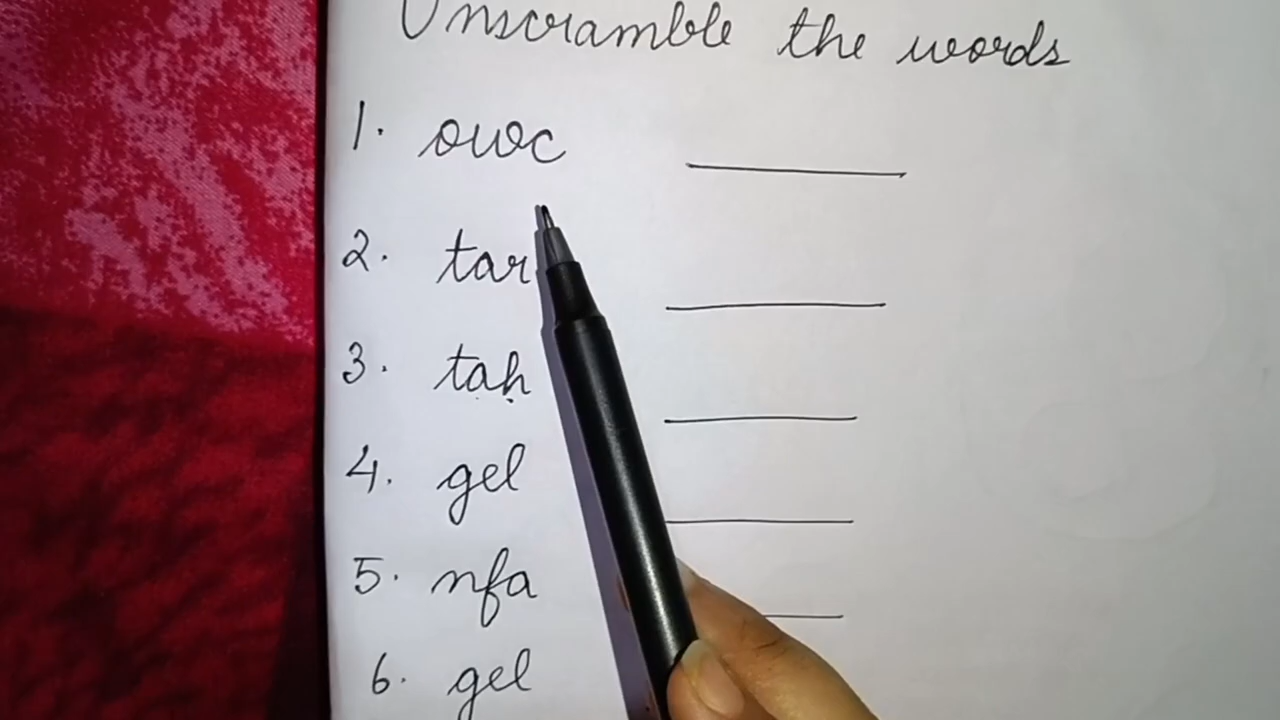 Unscramble the words
1. owc
2. tar
3. tah
4. gel
5. nfa
6. gel